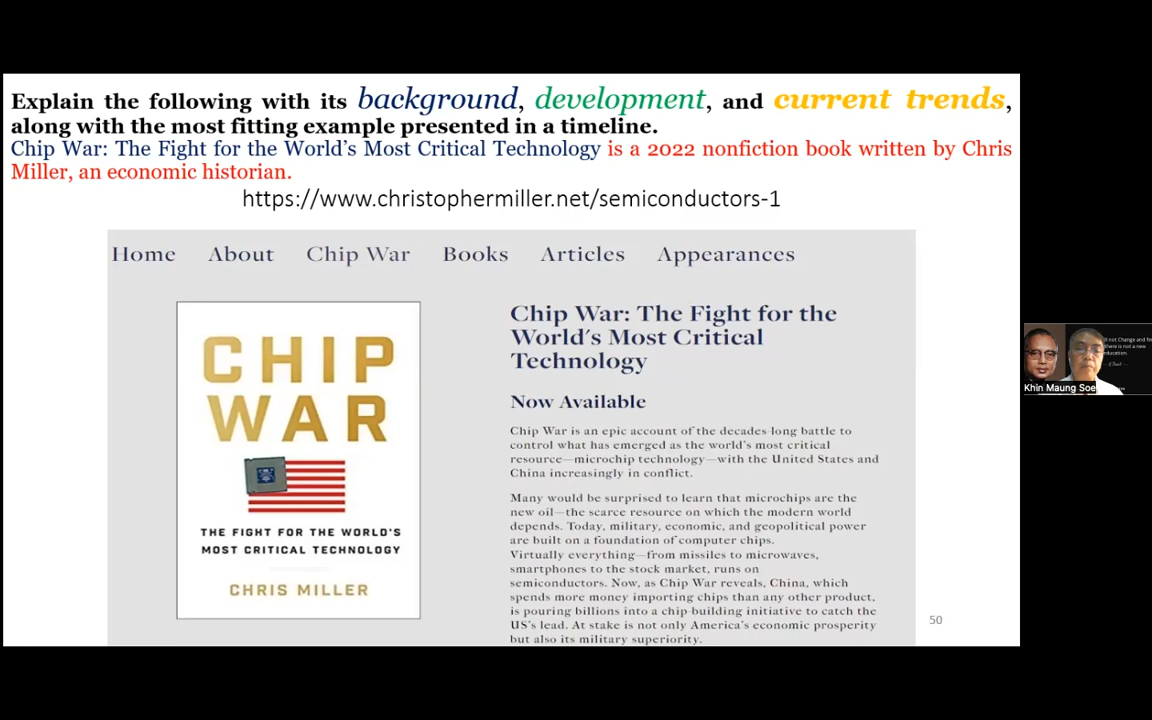 Explain the following with its background, development, and current trends,
along with the most fitting example presented in a timeline.
Chip War: The Fight for the World's Most Critical Technology is a 2022 nonfiction book written by Chris
Miller, an economic historian.
https://www.christophermiller.net/semiconductors-1
Home About Chip War Books Articles Appearances
CHIP
WAR
THE FIGHT FOR THE WORLD'S
MOST CRITICAL TECHNOLOGY
CHRIS MILLER
Chip War: The Fight for the
World's Most Critical
Technology
Now Available
Chip War is an epic account of the decades-long battle to
control what has emerged as the world's most critical
resource—microchip technology—with the United States and
China increasingly in conflict.
Many would be surprised to learn that microchips are the
new oil—the scarce resource on which the modern world
depends. Today, military, economic, and geopolitical power
are built on a foundation of computer chips.
Virtually everything—from missiles to microwaves,
smartphones to the stock market, runs on
semiconductors. Now, as Chip War reveals, China, which
spends more money importing chips than any other product,
is pouring billions into a chip-building initiative to catch the
US's lead. At stake is not only America's economic prosperity
but also its military superiority.
50
not Change and
there is not a new
education.
Khin Maung Soe